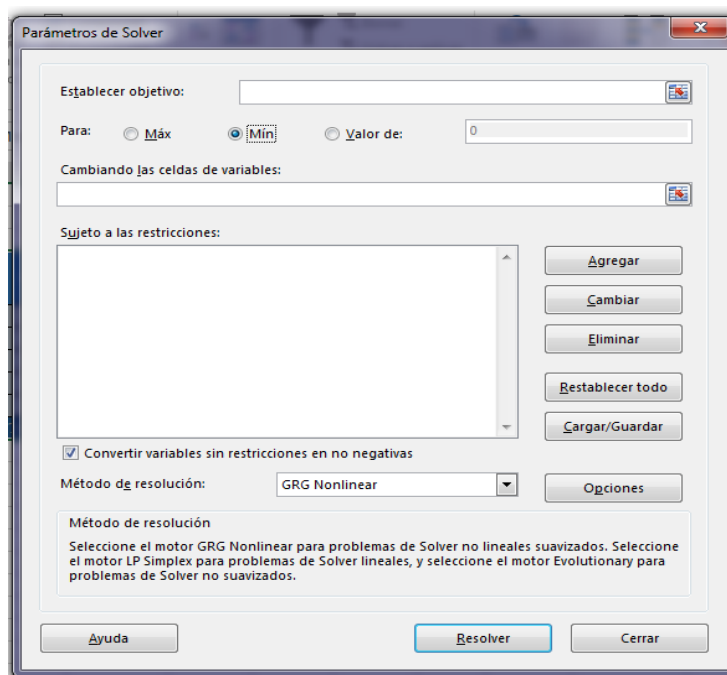 Parámetros de Solver
Establecer objetivo:
Para: Máx Mín Valor de: 0
Cambiando las celdas de variables:
Sujeto a las restricciones:
Agregar
Cambiar
Eliminar
Restablecer todo
Cargar/Guardar
Convertir variables sin restricciones en no negativas
Método de resolución: GRG Nonlinear Opciones
Método de resolución
Seleccione el motor GRG Nonlinear para problemas de Solver no lineales suavizados. Seleccione
el motor LP Simplex para problemas de Solver lineales, y seleccione el motor Evolutionary para
problemas de Solver no suavizados.
Ayuda Resolver Cerrar